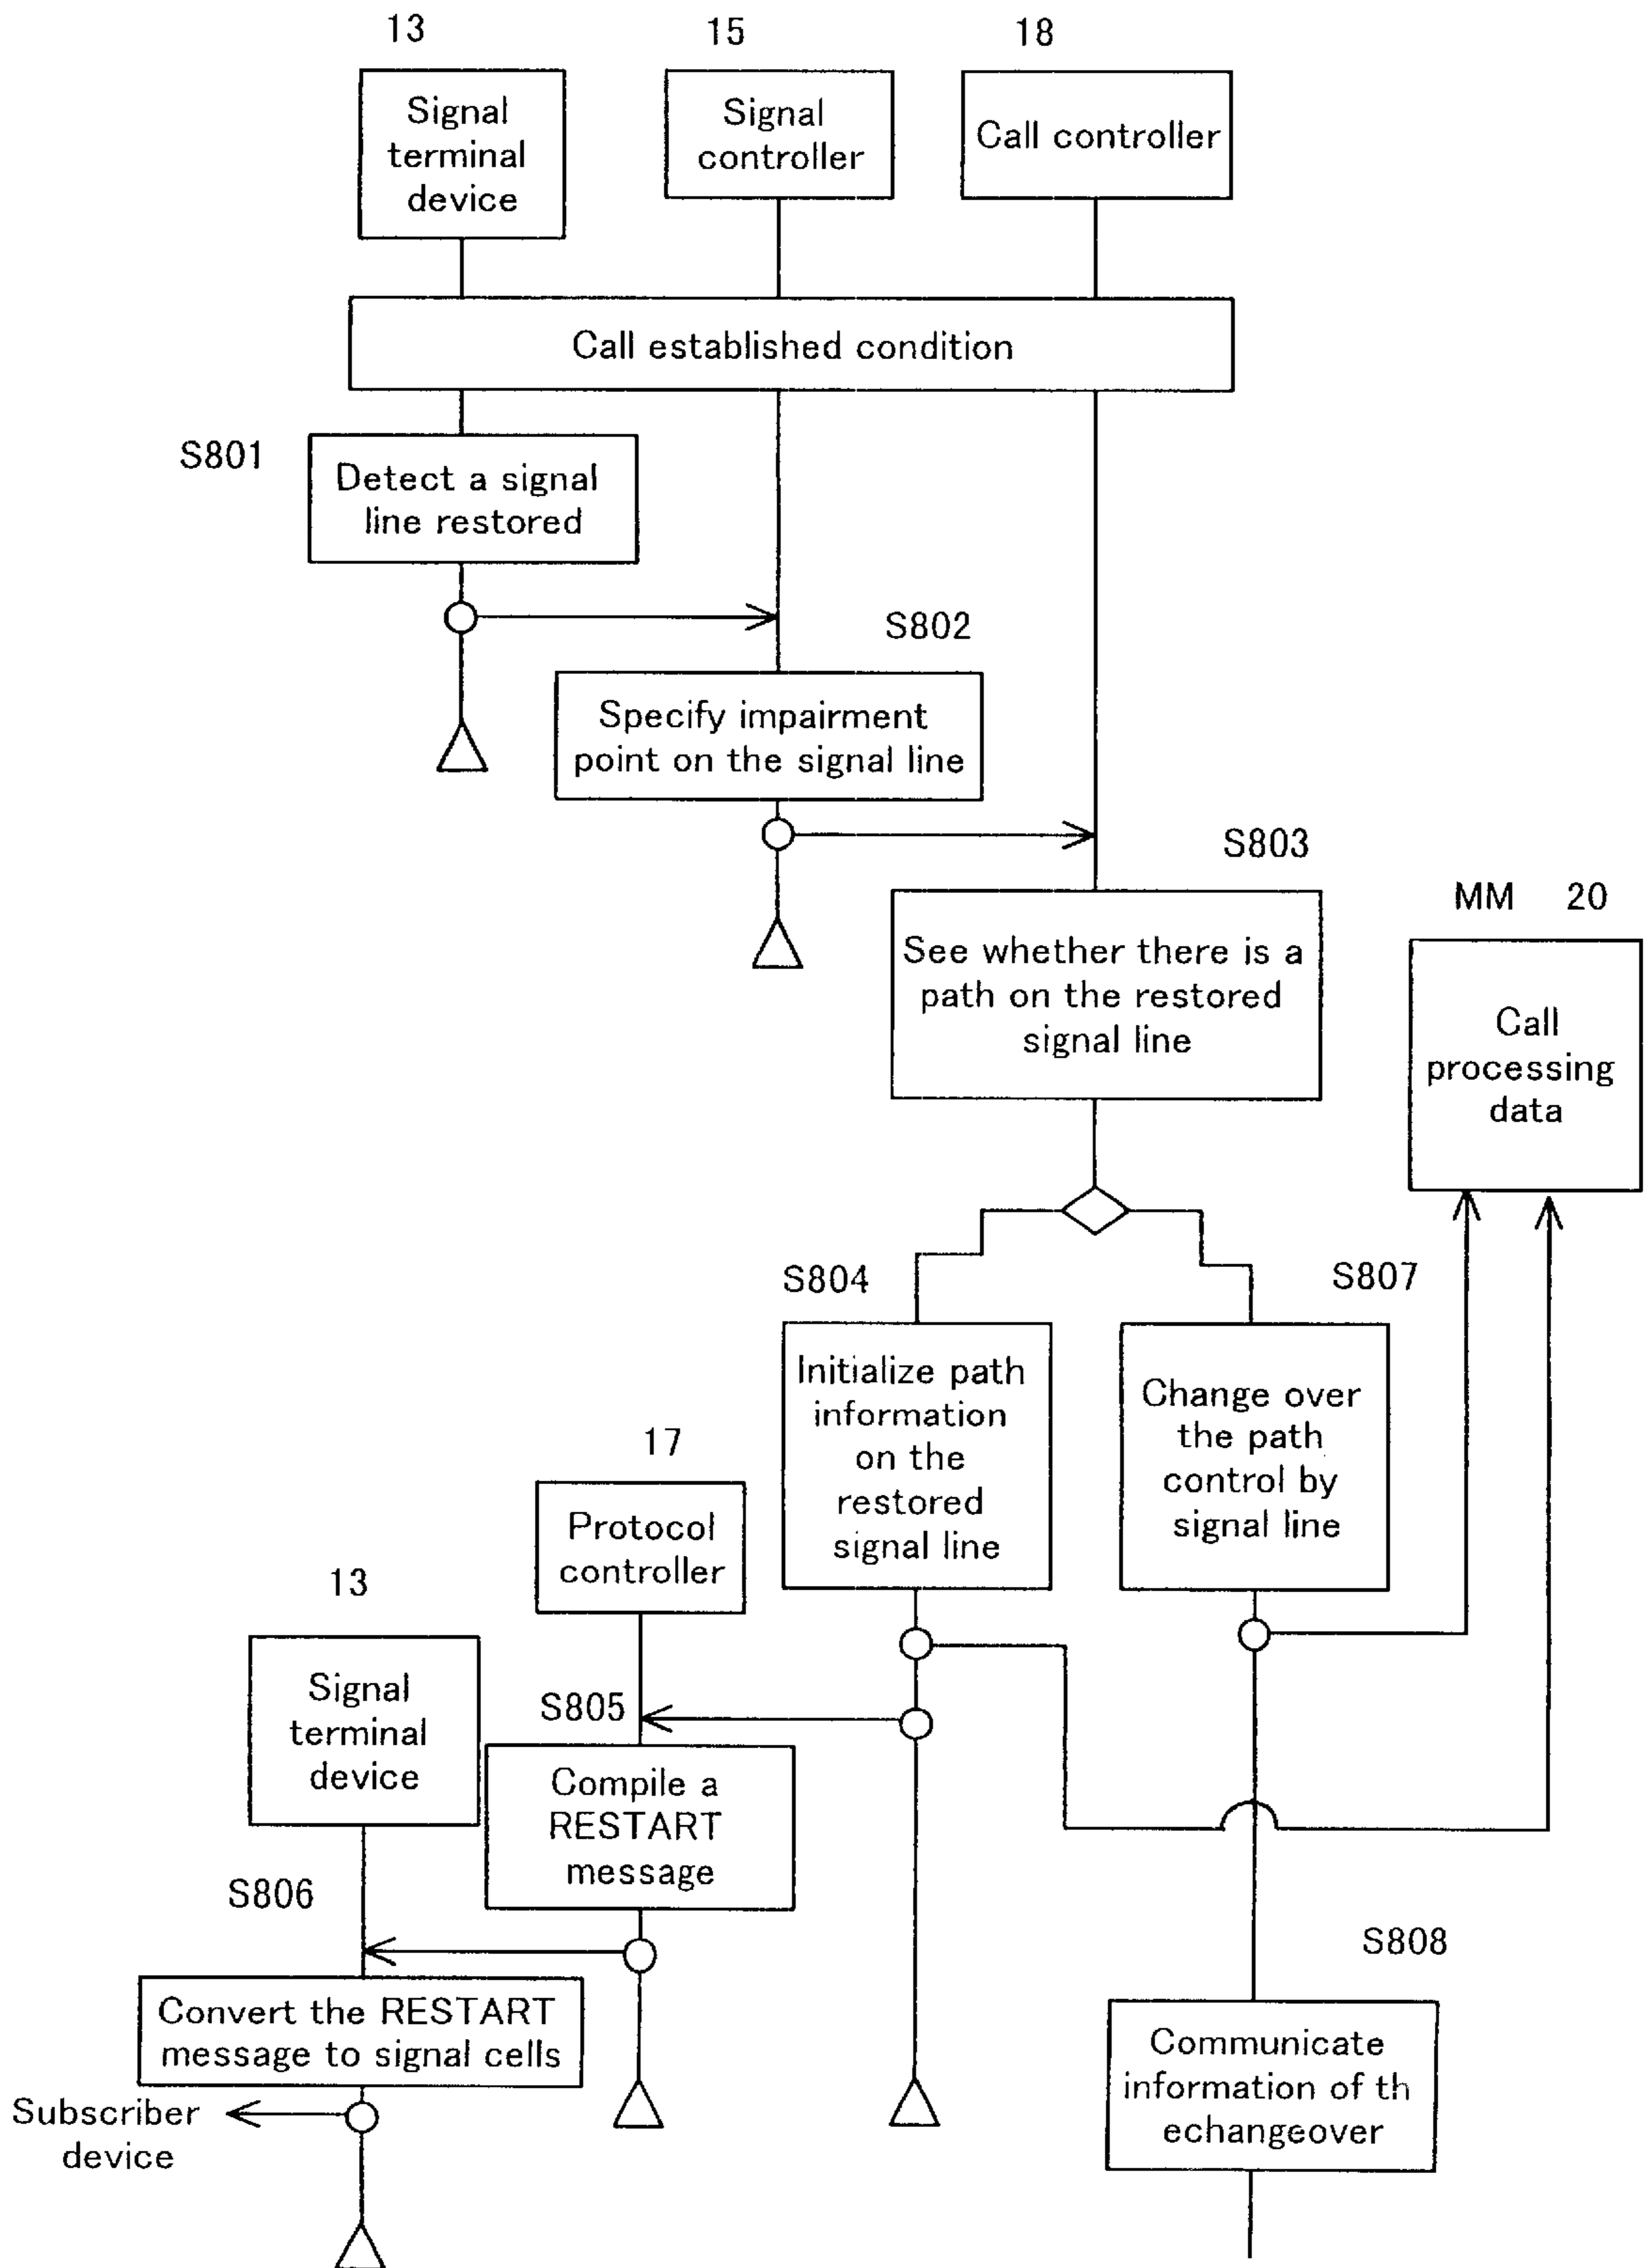 13
15
18
Signal
terminal
device
Signal
controller
Call controller
Call established condition
S801
Detect a signal
line restored
S802
Specify impairment
point on the signal line
S803
See whether there is a
path on the restored
signal line
MM 20
Call
processing
data
S804
Initialize path
information
on the
restored
signal line
S807
Change over
the path
control by
signal line
17
Protocol
controller
13
Signal
terminal
device
S805
Compile a
RESTART
message
S806
Convert the RESTART
message to signal cells
Subscriber
device
S808
Communicate
information of th
echangeover